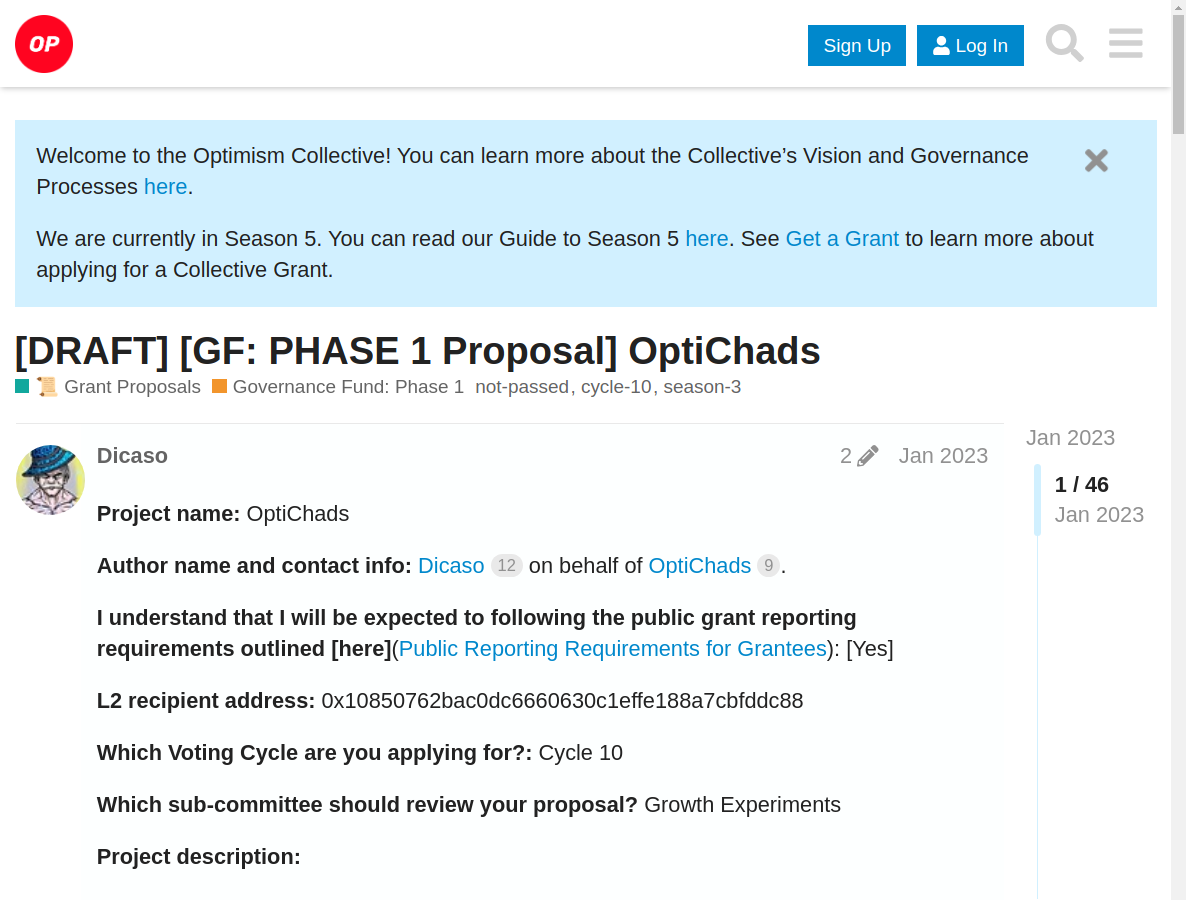 OP
Sign Up
Log In
Welcome to the Optimism Collective! You can learn more about the Collective’s Vision and Governance
Processes here.
We are currently in Season 5. You can read our Guide to Season 5 here. See Get a Grant to learn more about
applying for a Collective Grant.
[DRAFT] [GF: PHASE 1 Proposal] OptiChads
Grant Proposals Governance Fund: Phase 1 not-passed, cycle-10, season-3
Dicaso 2 Jan 2023
Jan 2023
1 / 46
Jan 2023
Project name: OptiChads
Author name and contact info: Dicaso 12 on behalf of OptiChads 9.
I understand that I will be expected to following the public grant reporting
requirements outlined [here](Public Reporting Requirements for Grantees): [Yes]
L2 recipient address: 0x10850762bac0dc6660630c1effe188a7cbfddc88
Which Voting Cycle are you applying for?: Cycle 10
Which sub-committee should review your proposal? Growth Experiments
Project description: